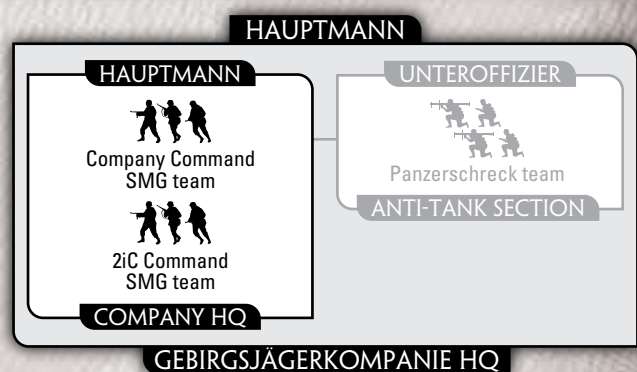 HAUPTMANN
HAUPTMANN
Company Command
SMG team
2iC Command
SMG team
COMPANY HQ
UNTEROFFIZIER
Panzerschreck team
ANTI-TANK SECTION
GEBIRGSJÄGERKOMPANIE HQ